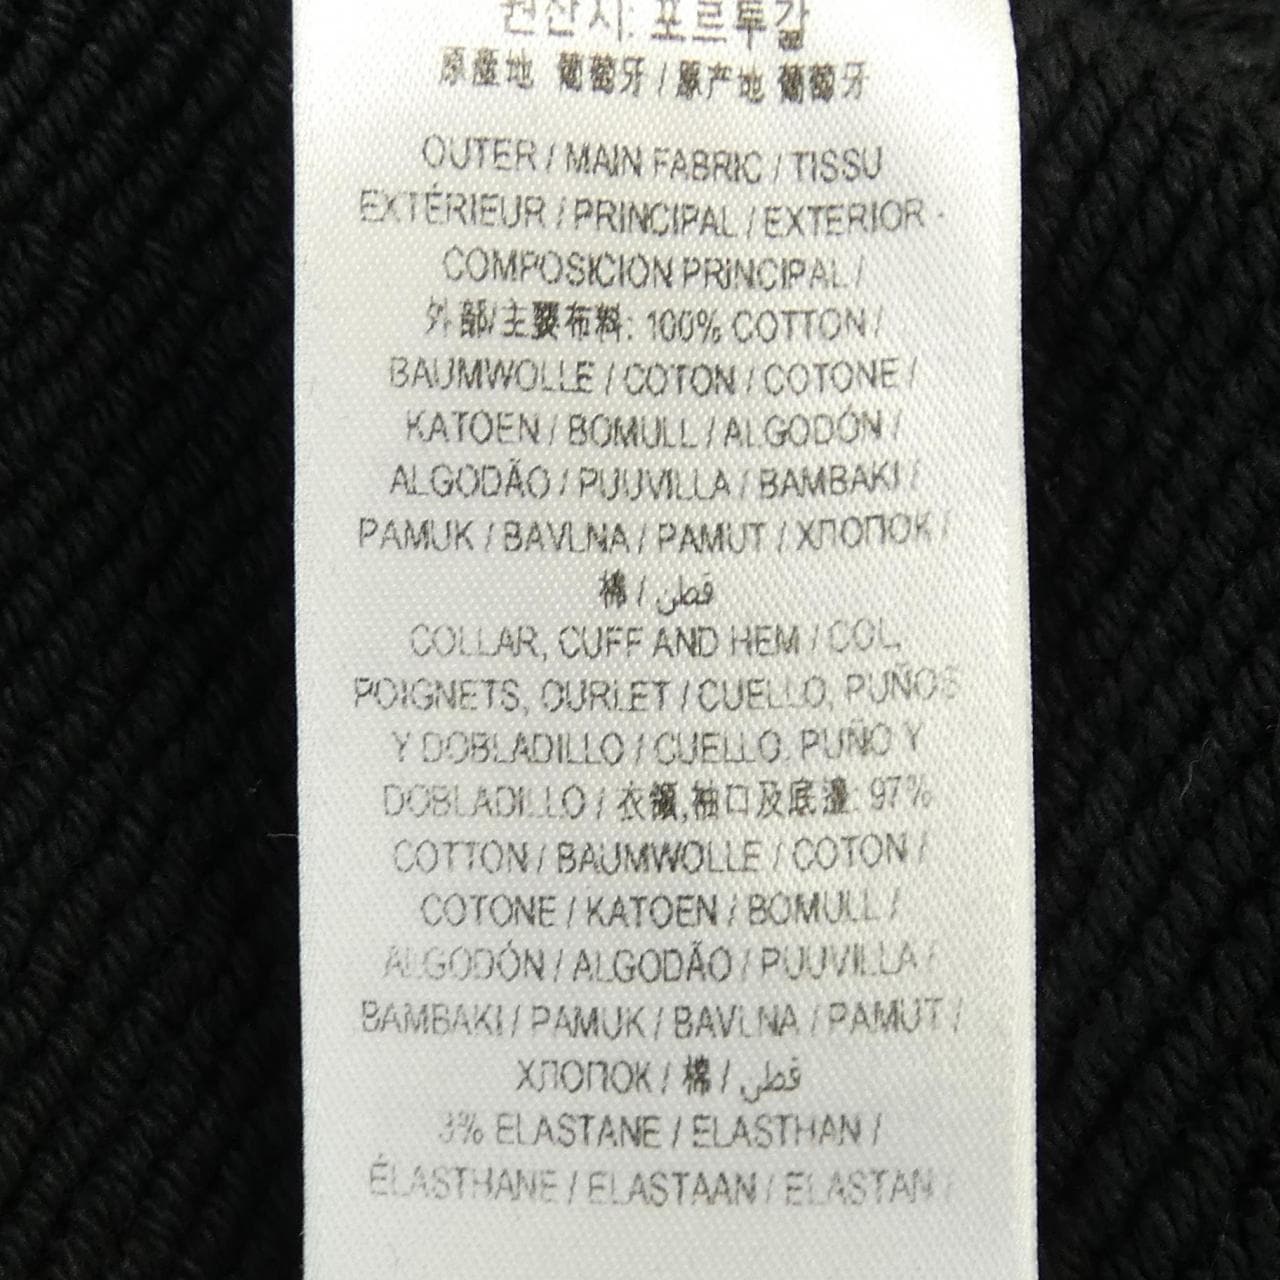 원산지: 포르투갈
原產地 葡萄牙 / 原产地 葡萄牙
OUTER / MAIN FABRIC / TISSU
EXTÉRIEUR / PRINCIPAL / EXTERIOR -
COMPOSICION PRINCIPAL /
外部/主要布料: 100% COTTON /
BAUMWOLLE / COTON / COTONE /
KATOEN / BOMULL / ALGODÓN /
ALGODÃO / PUUVILLA / BAMBAKI /
PAMUK / BAVLNA / PAMUT / ХЛОПОК /
棉 / قطن
COLLAR, CUFF AND HEM / COL,
POIGNETS, OURLET / CUELLO, PUÑOS
Y DOBLADILLO / CUELLO, PUÑO Y
DOBLADILLO / 衣領,袖口及底邊: 97%
COTTON / BAUMWOLLE / COTON /
COTONE / KATOEN / BOMULL /
ALGODÓN / ALGODÃO / PUUVILLA /
BAMBAKI / PAMUK / BAVLNA / PAMUT /
ХЛОПОК / 棉 / قطن
3% ELASTANE / ELASTHAN /
ÉLASTHANE / ELASTAAN / ELASTAN /